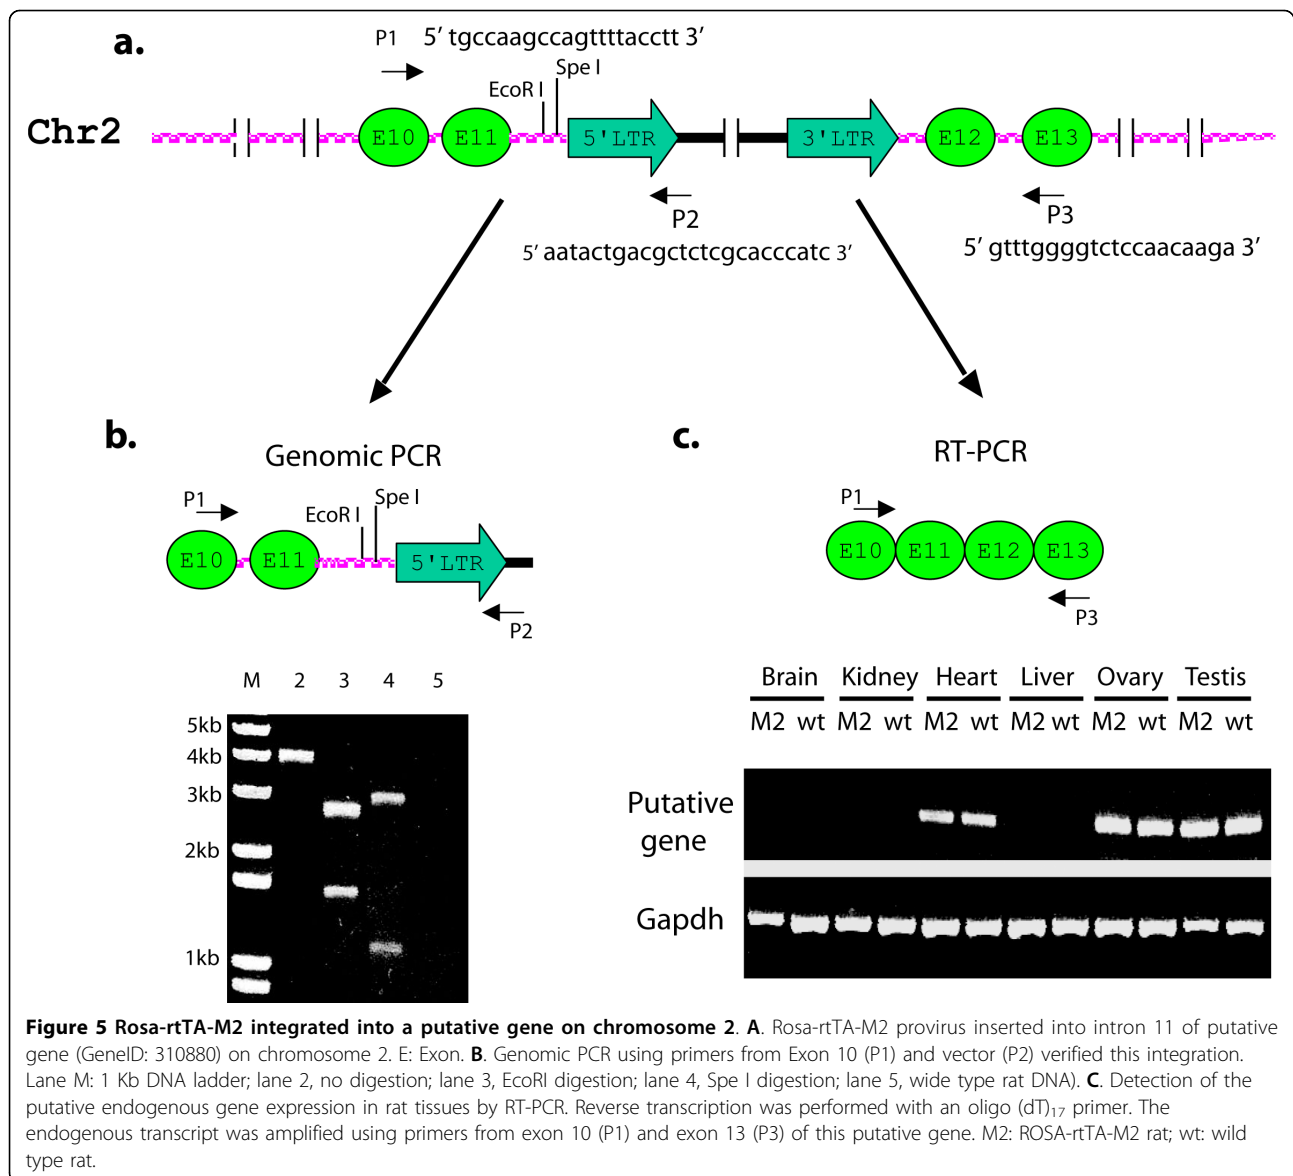 a.
P1 5’ tgccaagccagttttacctt 3’
EcoR I Spe I
Chr2 E10 E11 5'LTR 3'LTR E12 E13
P2 P3
5’ aatactgacgctctcgcacccatc 3’ 5’ gtttggggtctccaacaaga 3’
b.
Genomic PCR
P1 EcoR I Spe I
E10 E11 5'LTR
P2
M 2 3 4 5
5kb
4kb
3kb
2kb
1kb
c.
RT-PCR
P1
E10 E11 E12 E13
P3
Brain Kidney Heart Liver Ovary Testis
M2 wt M2 wt M2 wt M2 wt M2 wt M2 wt
Putative
gene
Gapdh
Figure 5 Rosa-rtTA-M2 integrated into a putative gene on chromosome 2. A. Rosa-rtTA-M2 provirus inserted into intron 11 of putative
gene (GeneID: 310880) on chromosome 2. E: Exon. B. Genomic PCR using primers from Exon 10 (P1) and vector (P2) verified this integration.
Lane M: 1 Kb DNA ladder; lane 2, no digestion; lane 3, EcoRI digestion; lane 4, Spe I digestion; lane 5, wide type rat DNA). C. Detection of the
putative endogenous gene expression in rat tissues by RT-PCR. Reverse transcription was performed with an oligo (dT)17 primer. The
endogenous transcript was amplified using primers from exon 10 (P1) and exon 13 (P3) of this putative gene. M2: ROSA-rtTA-M2 rat; wt: wild
type rat.